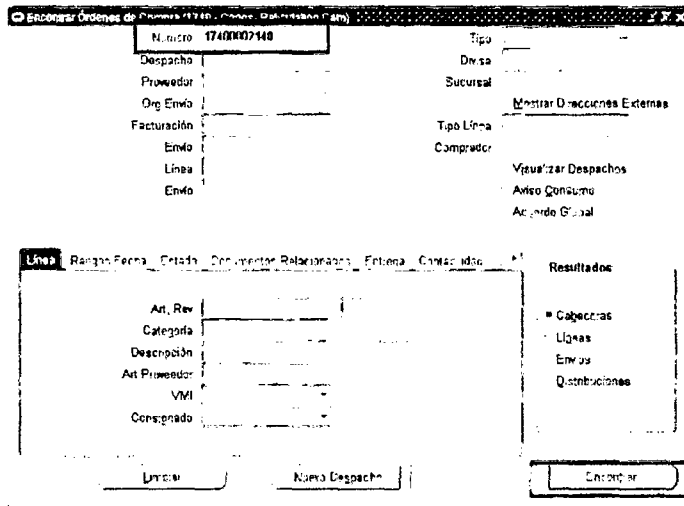 Encontrar Órdenes de Compra (1740 -
Número 17400002148 Tipo
Despacho Divisa
Proveedor Sucursal
Org Envío Mostrar Direcciones Externas
Facturación Tipo Línea
Envío Comprador
Línea Visualizar Despachos
Envío Aviso Consumo
Acuerdo Global
Línea Rangos Fecha Estado Documentos Relacionados Entrega Contabilidad Resultados
Art, Rev Cabeceras
Categoría Líneas
Descripción Envíos
Art Proveedor Distribuciones
VMI
Consignado
Limpiar Nuevo Despacho Encontrar